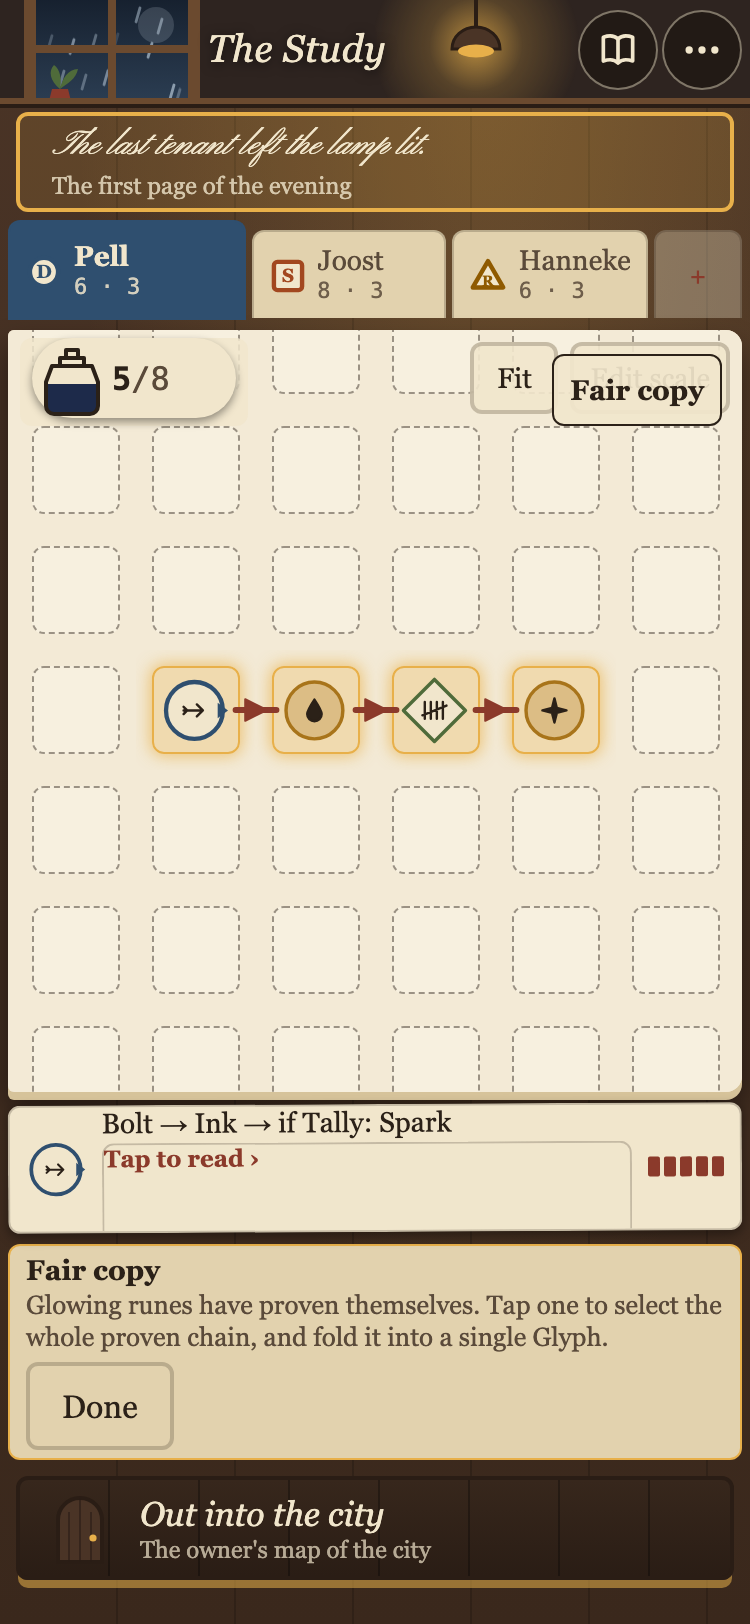 The Study
The last tenant left the lamp lit.
The first page of the evening
D
Pell
6 · 3
S
Joost
8 · 3
R
Hanneke
6 · 3
+
5/8
Fit
Edit scale
Fair copy
Bolt → Ink → if Tally: Spark
Tap to read ›
Fair copy
Glowing runes have proven themselves. Tap one to select the
whole proven chain, and fold it into a single Glyph.
Done
Out into the city
The owner's map of the city